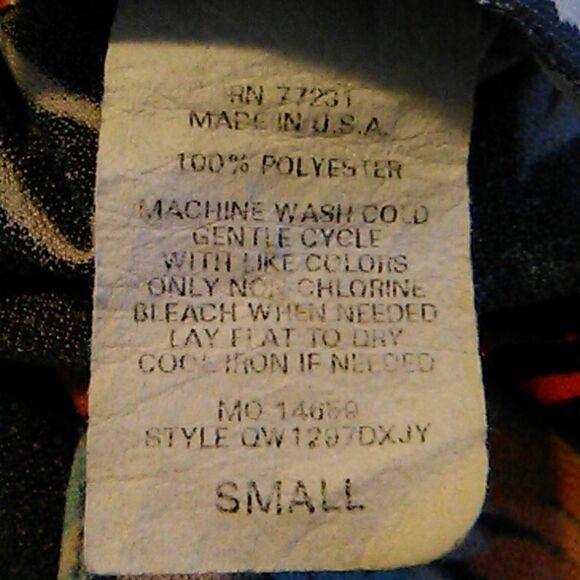 RN 77231
MADE IN U.S.A.
100% POLYESTER
MACHINE WASH COLD
GENTLE CYCLE
WITH LIKE COLORS
ONLY NON CHLORINE
BLEACH WHEN NEEDED
LAY FLAT TO DRY
COOL IRON IF NEEDED
MO 14659
STYLE QW1297DXJY
SMALL